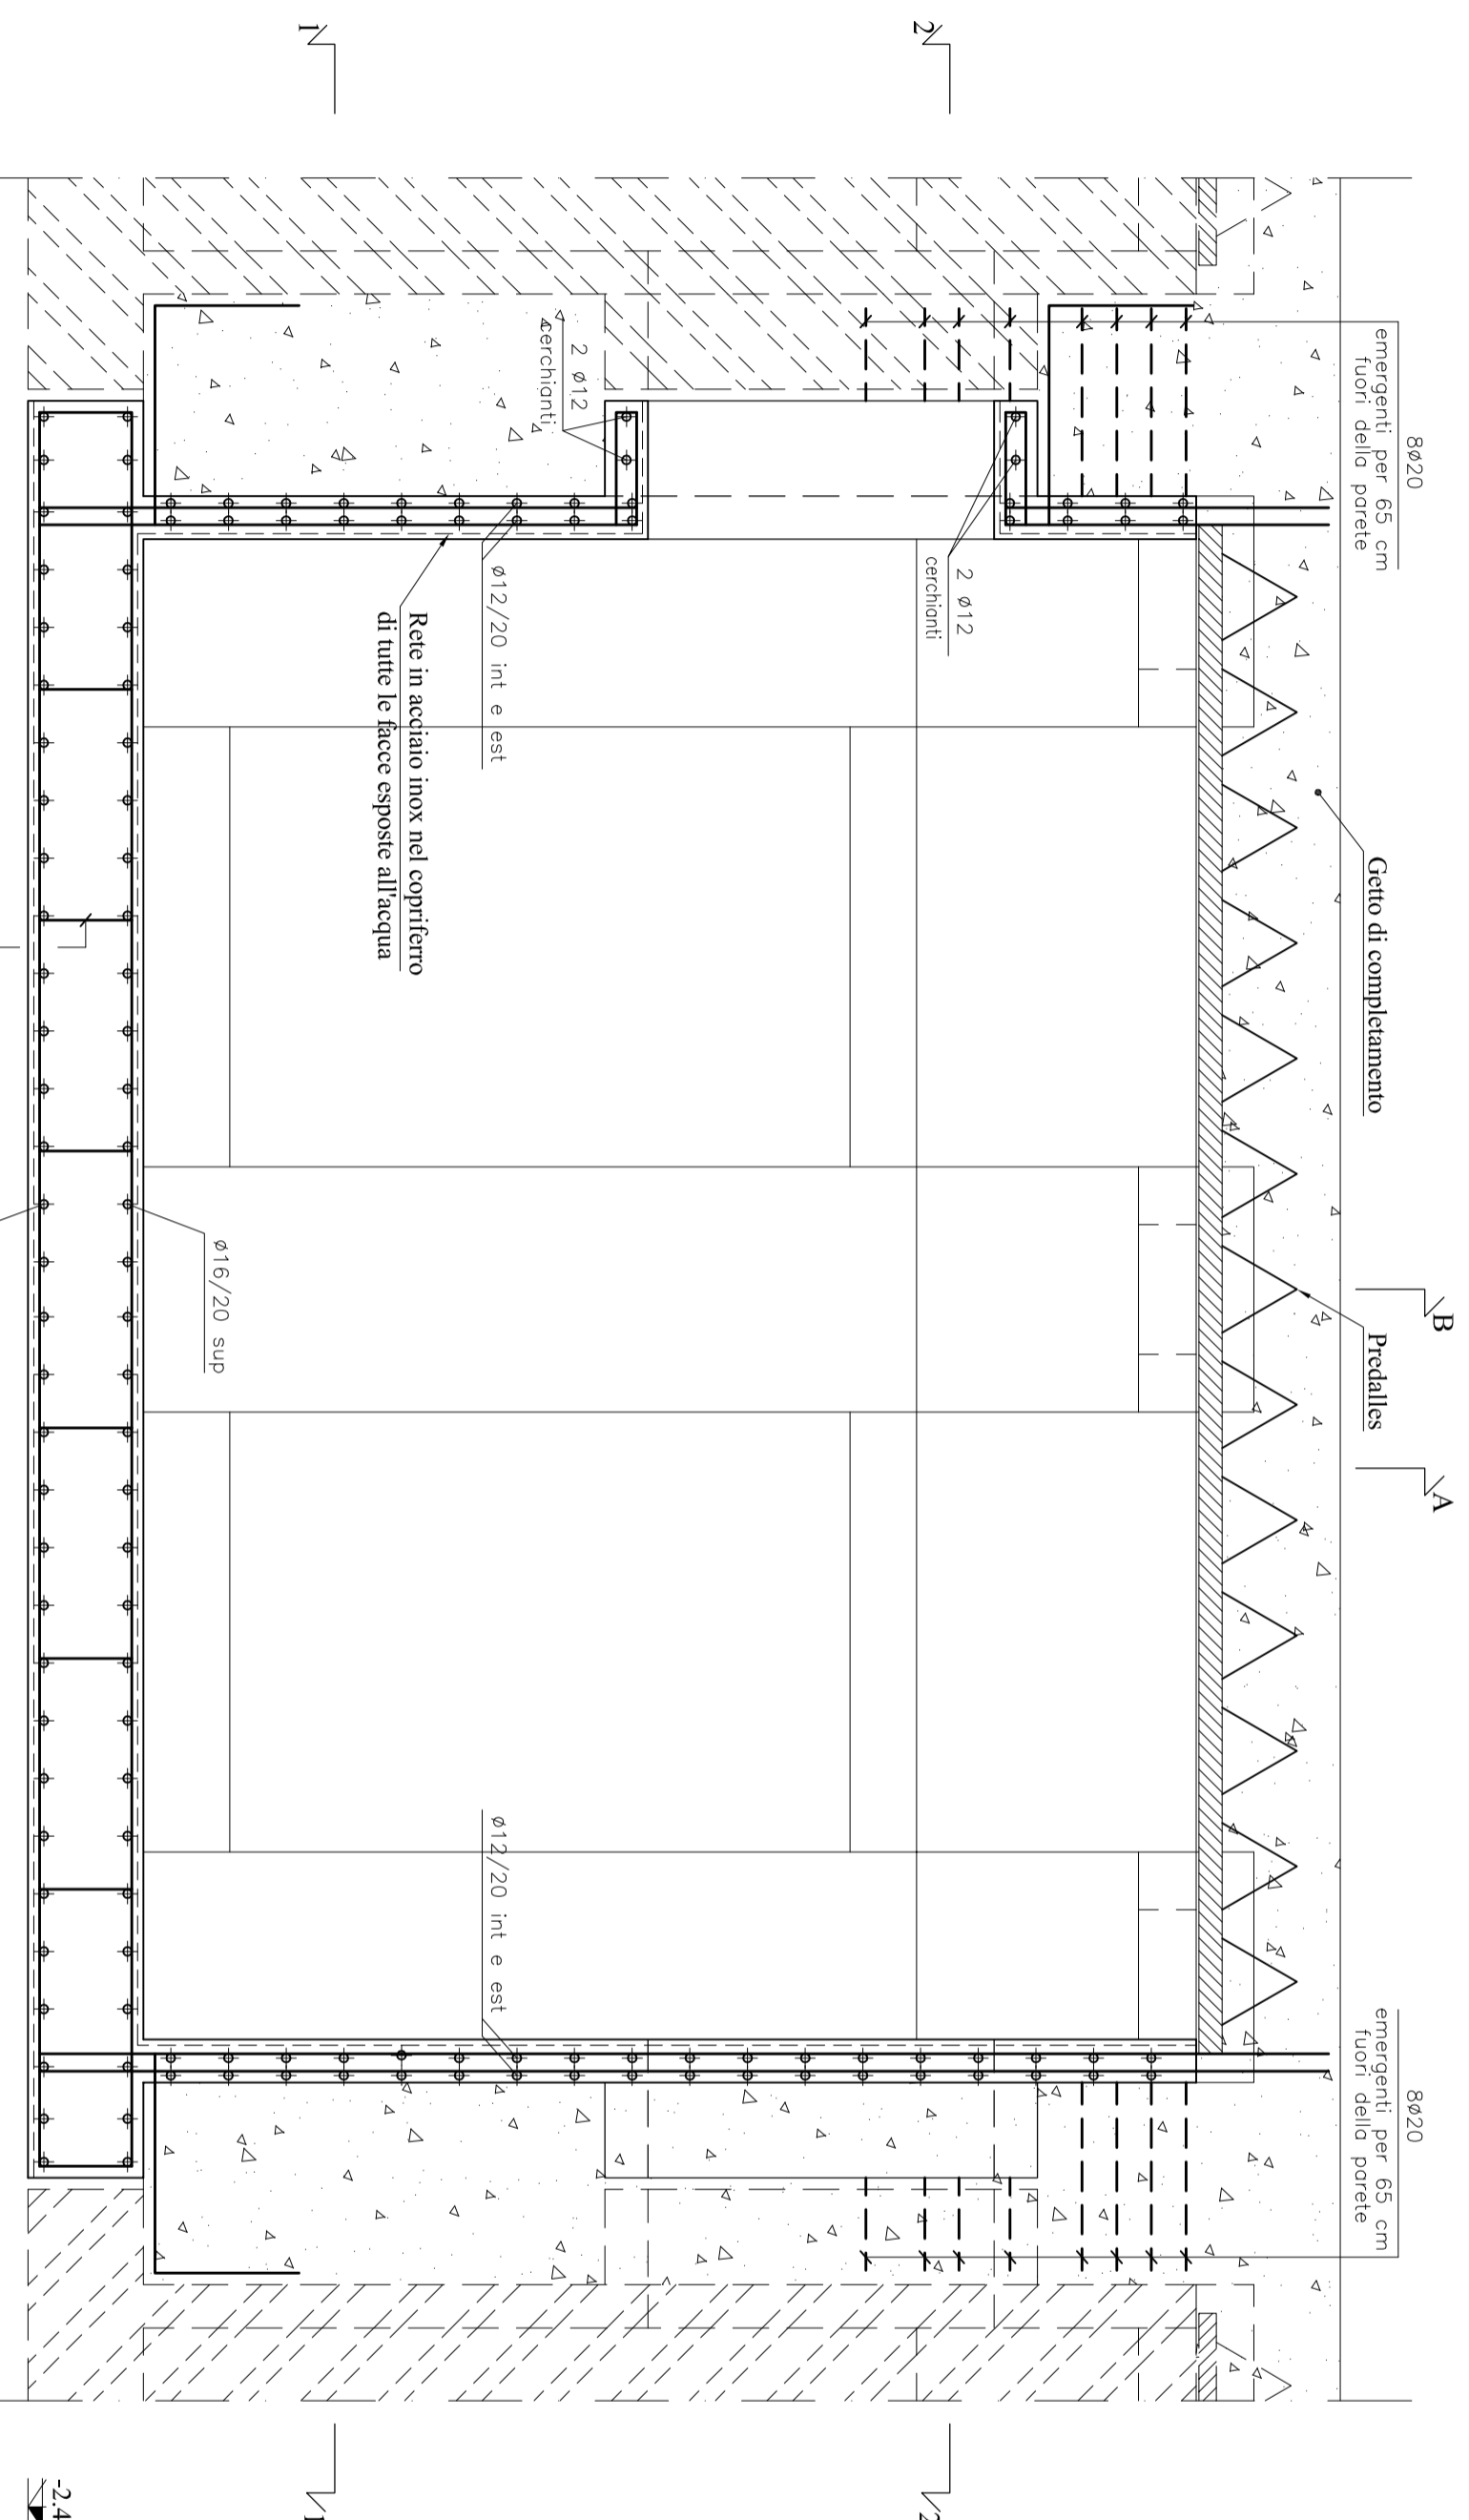 8ø20
emergenti per 65 cm
fuori della parete
8ø20
emergenti per 65 cm
fuori della parete
B
A
Getto di completamento
Predalles
2
2
2 ø12
cerchianti
2 ø12
cerchianti
ø12/20 int e est
ø12/20 int e est
Rete in acciaio inox nel copriferro
di tutte le facce esposte all'acqua
1
1
ø16/20 sup
-2.4